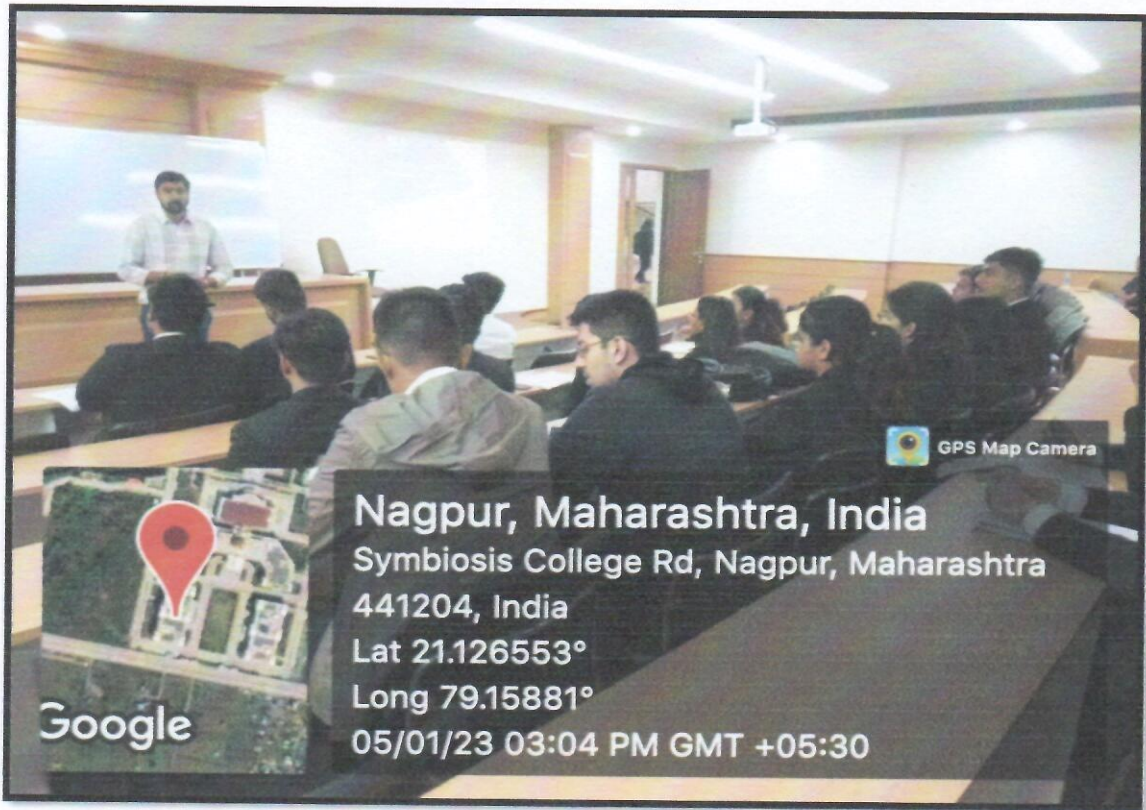 GPS Map Camera
Nagpur, Maharashtra, India
Symbiosis College Rd, Nagpur, Maharashtra
441204, India
Lat 21.126553°
Long 79.15881°
05/01/23 03:04 PM GMT +05:30
Google